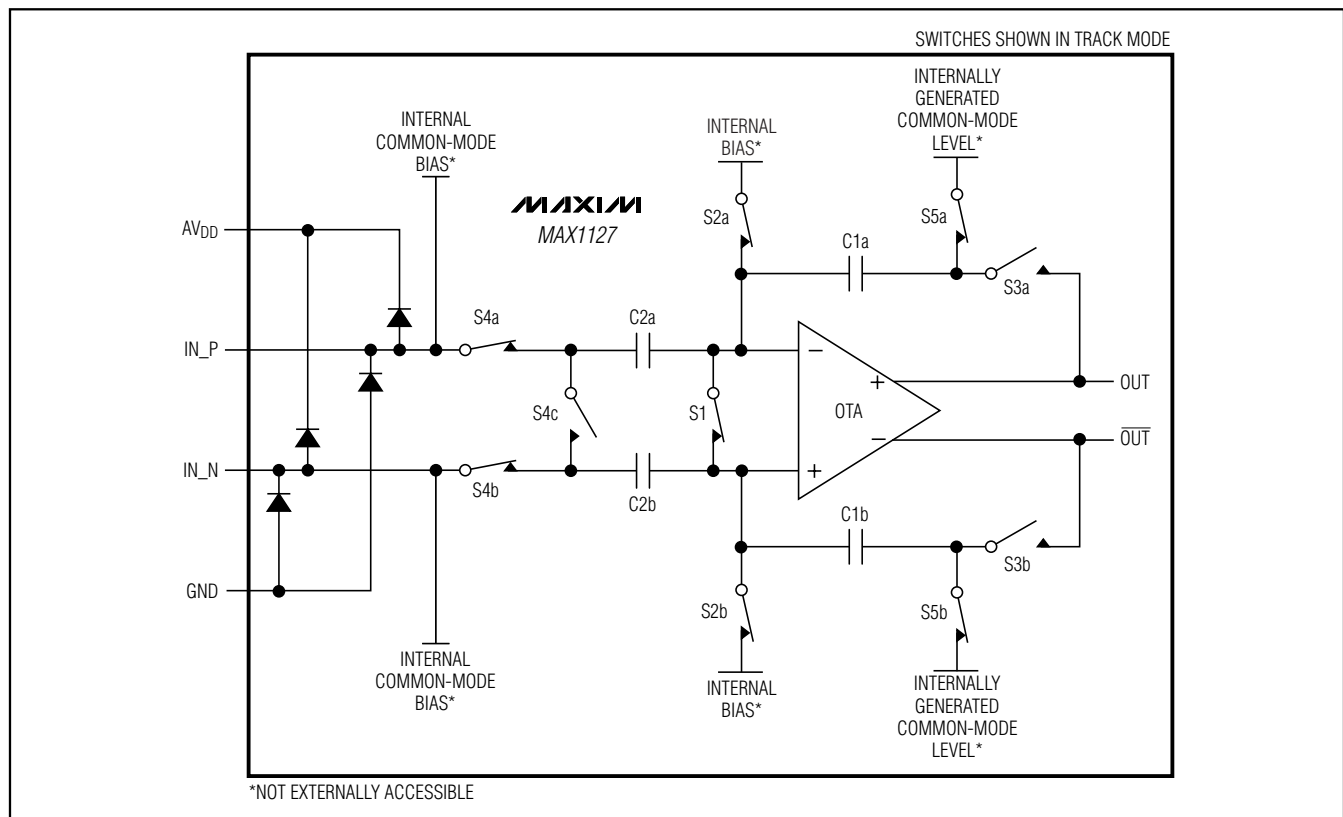 SWITCHES SHOWN IN TRACK MODE
INTERNAL
COMMON-MODE
BIAS*
INTERNAL
BIAS*
INTERNALLY
GENERATED
COMMON-MODE
LEVEL*
MAXIM
MAX1127
AVDD
S2a
S5a
C1a
S3a
S4a
C2a
IN_P
−
+
OUT
S4c
S1
OTA
−
OUT
IN_N
+
S4b
C2b
C1b
S3b
GND
S2b
S5b
INTERNAL
COMMON-MODE
BIAS*
INTERNAL
BIAS*
INTERNALLY
GENERATED
COMMON-MODE
LEVEL*
*NOT EXTERNALLY ACCESSIBLE